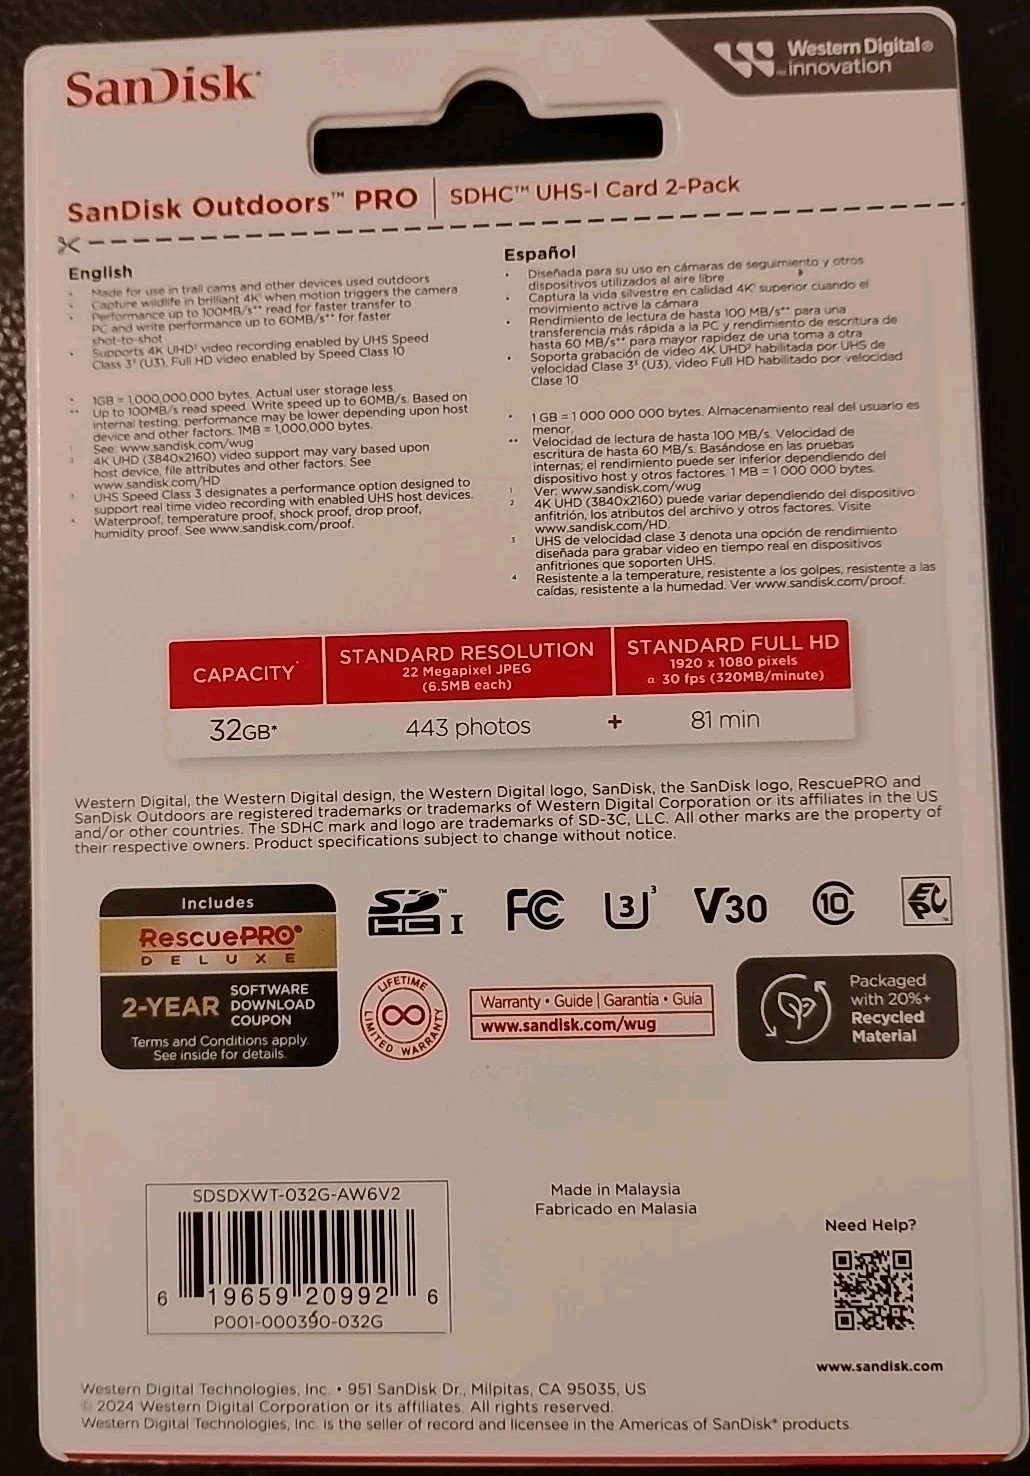 SanDisk
Western Digital®
innovation
SanDisk Outdoors™ PRO | SDHC™ UHS-I Card 2-Pack
English
• Made for use in trail cams and other devices used outdoors
• Capture wildlife in brilliant 4K² when motion triggers the camera
• Performance up to 100MB/s** read for faster transfer to
PC and write performance up to 60MB/s** for faster
shot-to-shot
• Supports 4K UHD² video recording enabled by UHS Speed
Class 3³ (U3), Full HD video enabled by Speed Class 10
* 1GB = 1,000,000,000 bytes. Actual user storage less.
** Up to 100MB/s read speed. Write speed up to 60MB/s. Based on
internal testing; performance may be lower depending upon host
device and other factors. 1MB = 1,000,000 bytes.
1 See: www.sandisk.com/wug
2 4K UHD (3840x2160) video support may vary based upon
host device, file attributes and other factors. See
www.sandisk.com/HD
3 UHS Speed Class 3 designates a performance option designed to
support real time video recording with enabled UHS host devices.
4 Waterproof, temperature proof, shock proof, drop proof,
humidity proof. See www.sandisk.com/proof.
Español
• Diseñada para su uso en cámaras de seguimiento y otros
dispositivos utilizados al aire libre
• Captura la vida silvestre en calidad 4K² superior cuando el
movimiento active la cámara
• Rendimiento de lectura de hasta 100 MB/s** para una
transferencia más rápida a la PC y rendimiento de escritura de
hasta 60 MB/s** para mayor rapidez de una toma a otra
• Soporta grabación de video 4K UHD² habilitada por UHS de
velocidad Clase 3³ (U3), video Full HD habilitado por velocidad
Clase 10
* 1 GB = 1 000 000 000 bytes. Almacenamiento real del usuario es
menor.
** Velocidad de lectura de hasta 100 MB/s. Velocidad de
escritura de hasta 60 MB/s. Basándose en las pruebas
internas; el rendimiento puede ser inferior dependiendo del
dispositivo host y otros factores. 1 MB = 1 000 000 bytes.
1 Ver: www.sandisk.com/wug
2 4K UHD (3840x2160) puede variar dependiendo del dispositivo
anfitrión, los atributos del archivo y otros factores. Visite
www.sandisk.com/HD.
3 UHS de velocidad clase 3 denota una opción de rendimiento
diseñada para grabar video en tiempo real en dispositivos
anfitriones que soporten UHS.
4 Resistente a la temperatura, resistente a los golpes, resistente a las
caídas, resistente a la humedad. Ver www.sandisk.com/proof.
CAPACITY*
STANDARD RESOLUTION
22 Megapixel JPEG
(6.5MB each)
STANDARD FULL HD
1920 x 1080 pixels
a 30 fps (320MB/minute)
32GB* 443 photos + 81 min
Western Digital, the Western Digital design, the Western Digital logo, SanDisk, the SanDisk logo, RescuePRO and
SanDisk Outdoors are registered trademarks or trademarks of Western Digital Corporation or its affiliates in the US
and/or other countries. The SDHC mark and logo are trademarks of SD-3C, LLC. All other marks are the property of
their respective owners. Product specifications subject to change without notice.
Includes
RescuePRO®
DELUXE
2-YEAR SOFTWARE
DOWNLOAD
COUPON
Terms and Conditions apply.
See inside for details.
SD HC™ I FC U3³ V30 10 EPC™
LIFETIME
LIMITED WARRANTY
Warranty • Guide | Garantía • Guía
www.sandisk.com/wug
Packaged
with 20%+
Recycled
Material
SDSDXWT-032G-AW6V2
6 19659 20992 6
P001-000390-032G
Made in Malaysia
Fabricado en Malasia
Need Help?
www.sandisk.com
Western Digital Technologies, Inc. • 951 SanDisk Dr., Milpitas, CA 95035, US
© 2024 Western Digital Corporation or its affiliates. All rights reserved.
Western Digital Technologies, Inc. is the seller of record and licensee in the Americas of SanDisk® products.